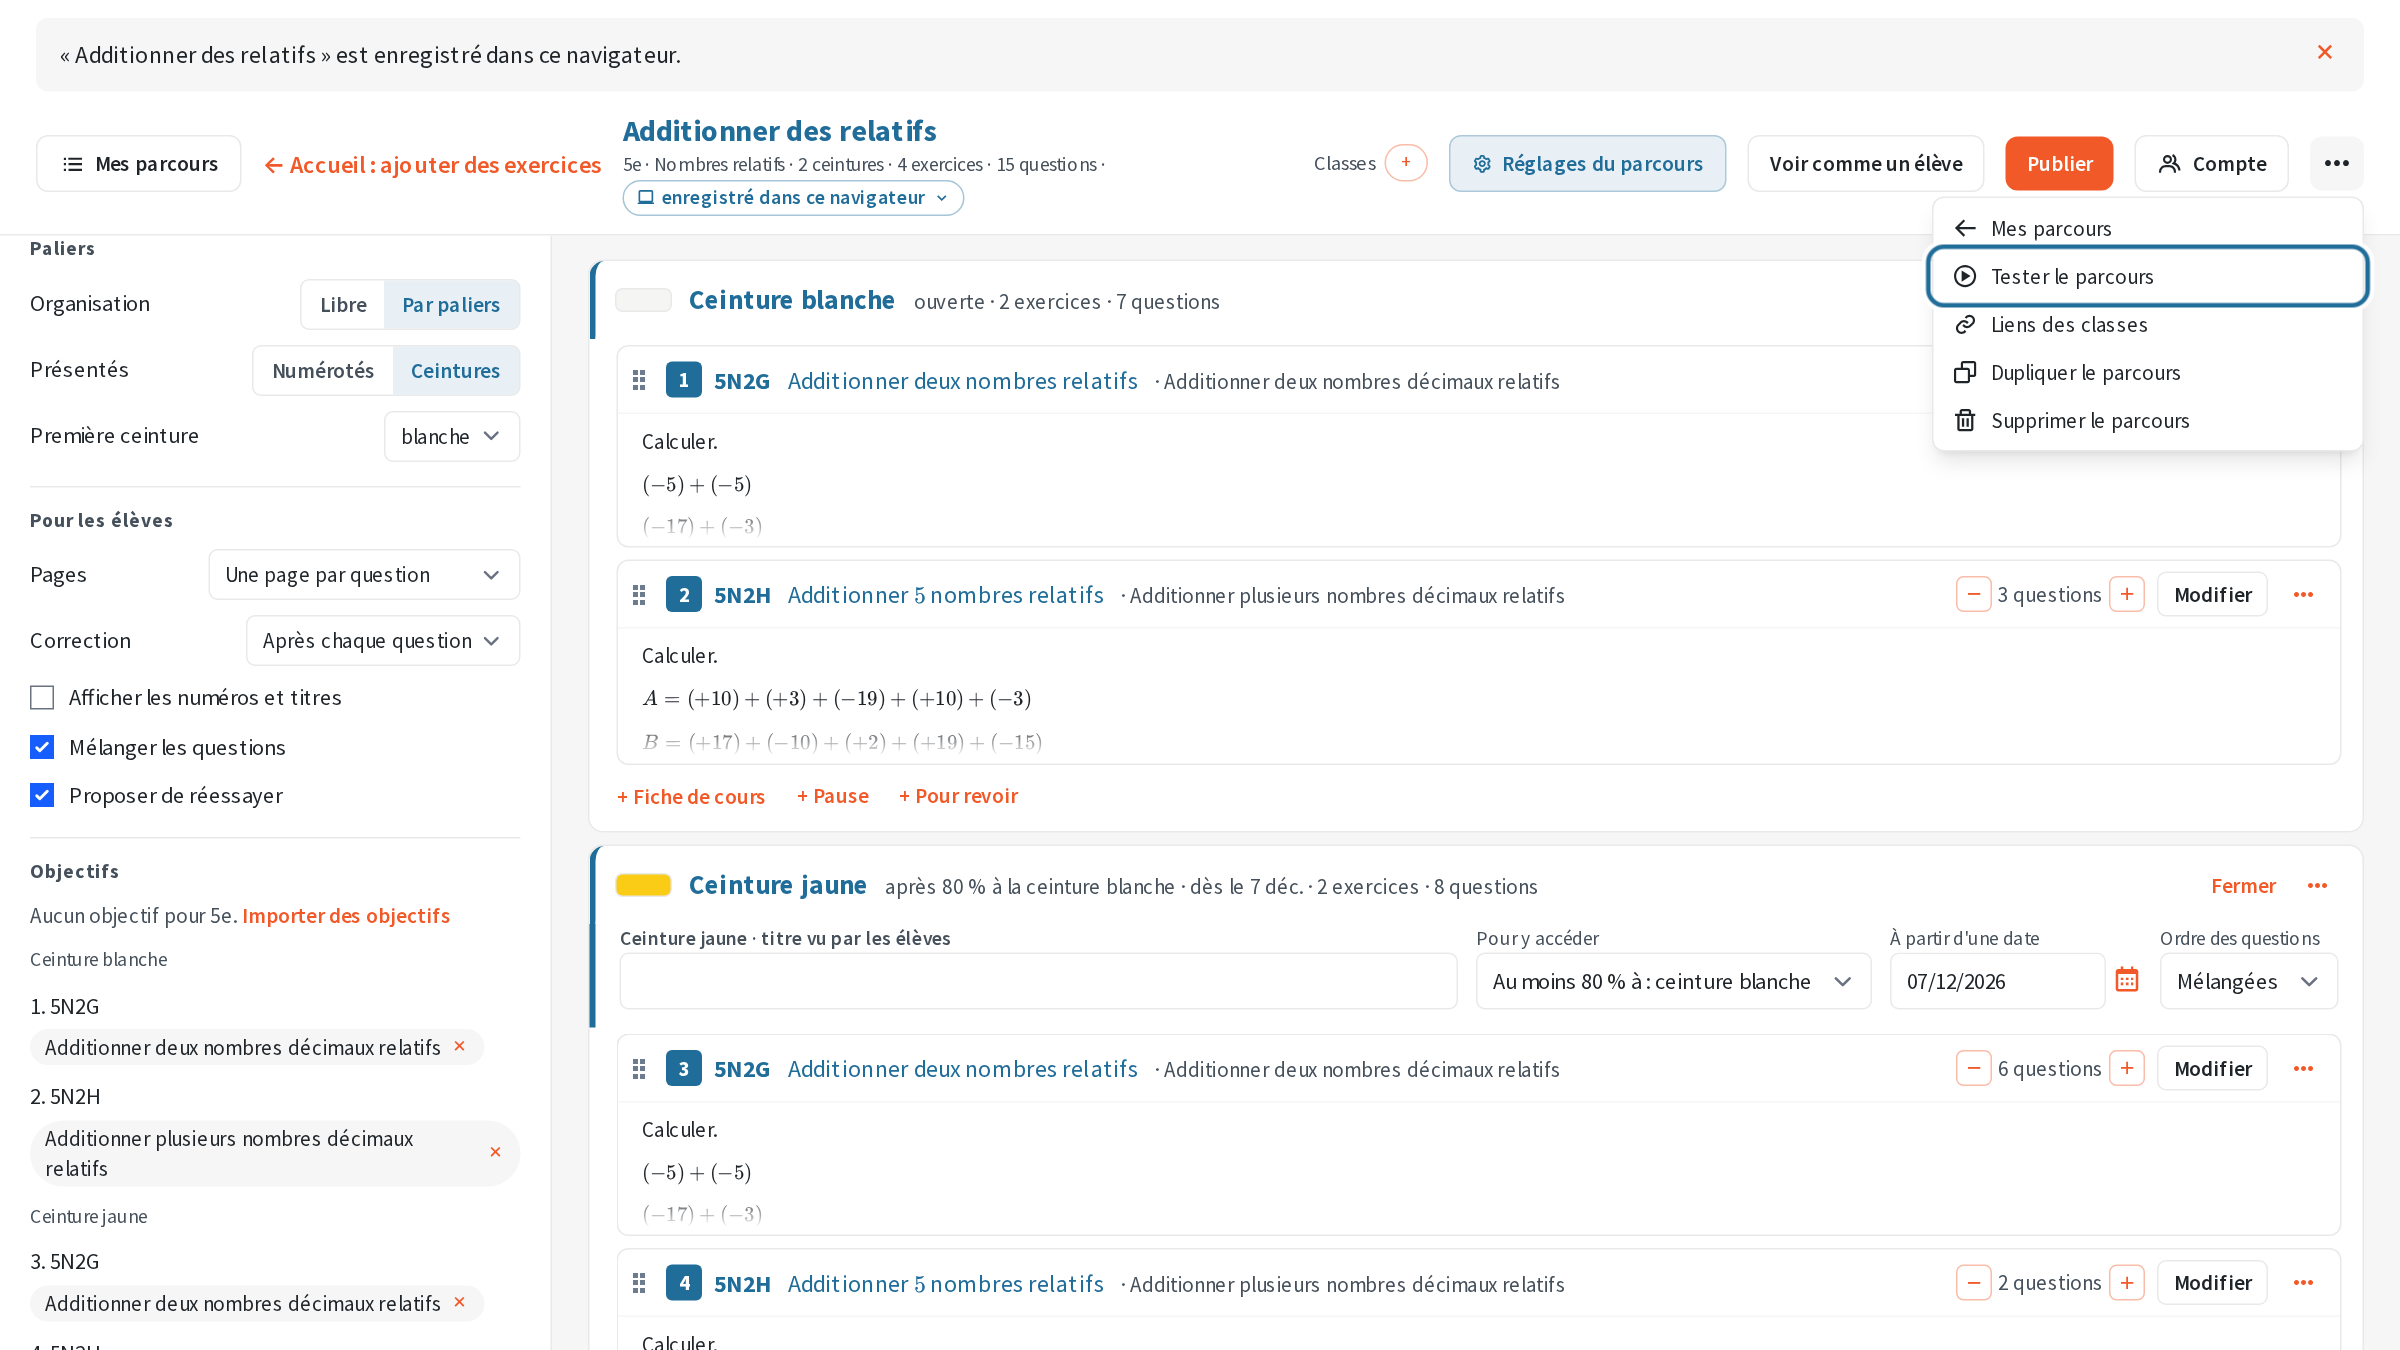 « Additionner des relatifs » est enregistré dans ce navigateur.
Mes parcours
← Accueil : ajouter des exercices
Additionner des relatifs
5e · Nombres relatifs · 2 ceintures · 4 exercices · 15 questions ·
enregistré dans ce navigateur
Classes +
Réglages du parcours
Voir comme un élève
Publier
Compte
Mes parcours
Tester le parcours
Liens des classes
Dupliquer le parcours
Supprimer le parcours
Paliers
Organisation
Libre
Par paliers
Présentés
Numérotés
Ceintures
Première ceinture
blanche
Pour les élèves
Pages
Une page par question
Correction
Après chaque question
Afficher les numéros et titres
Mélanger les questions
Proposer de réessayer
Objectifs
Aucun objectif pour 5e. Importer des objectifs
Ceinture blanche
1. 5N2G
Additionner deux nombres décimaux relatifs
2. 5N2H
Additionner plusieurs nombres décimaux
relatifs
Ceinture jaune
3. 5N2G
Additionner deux nombres décimaux relatifs
4. 5N2H
Ceinture blanche ouverte · 2 exercices · 7 questions
1 5N2G Additionner deux nombres relatifs · Additionner deux nombres décimaux relatifs
Calculer.
(−5) + (−5)
(−17) + (−3)
2 5N2H Additionner 5 nombres relatifs · Additionner plusieurs nombres décimaux relatifs
− 3 questions + Modifier
Calculer.
A = (+10) + (+3) + (−19) + (+10) + (−3)
B = (+17) + (−10) + (+2) + (+19) + (−15)
+ Fiche de cours + Pause + Pour revoir
Ceinture jaune après 80 % à la ceinture blanche · dès le 7 déc. · 2 exercices · 8 questions
Fermer
Ceinture jaune · titre vu par les élèves
Pour y accéder
Au moins 80 % à : ceinture blanche
À partir d'une date
07/12/2026
Ordre des questions
Mélangées
3 5N2G Additionner deux nombres relatifs · Additionner deux nombres décimaux relatifs
− 6 questions + Modifier
Calculer.
(−5) + (−5)
(−17) + (−3)
4 5N2H Additionner 5 nombres relatifs · Additionner plusieurs nombres décimaux relatifs
− 2 questions + Modifier
Calculer.